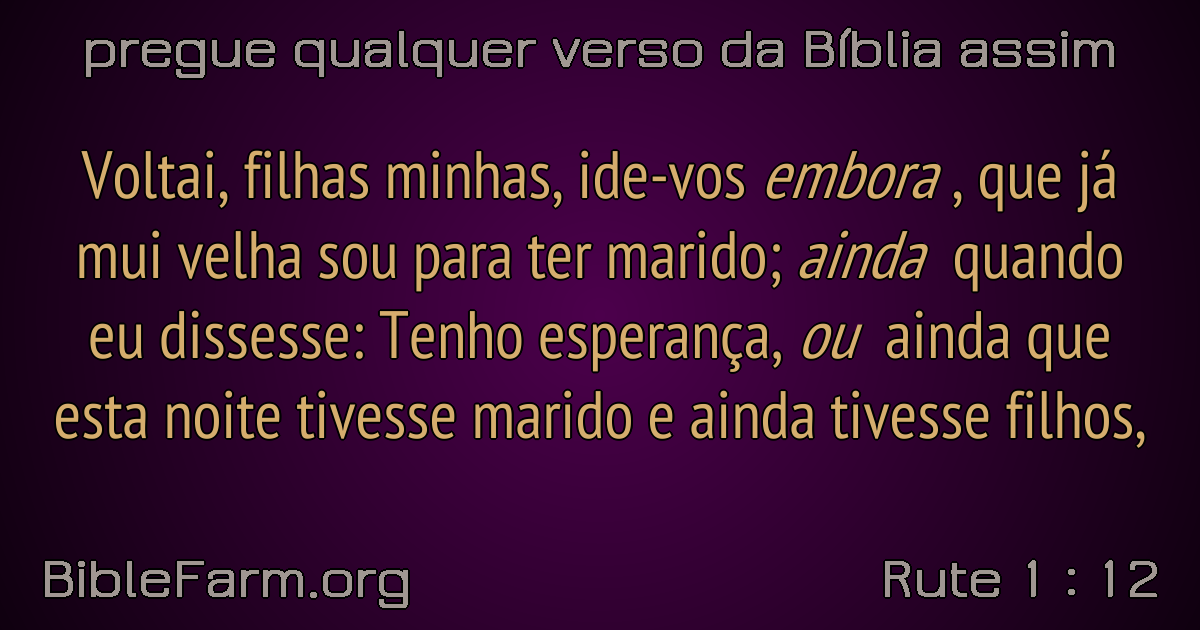 pregue qualquer verso da Bíblia assim
Voltai, filhas minhas, ide-vos embora , que já
mui velha sou para ter marido; ainda quando
eu dissesse: Tenho esperança, ou ainda que
esta noite tivesse marido e ainda tivesse filhos,
BibleFarm.org
Rute 1 : 12